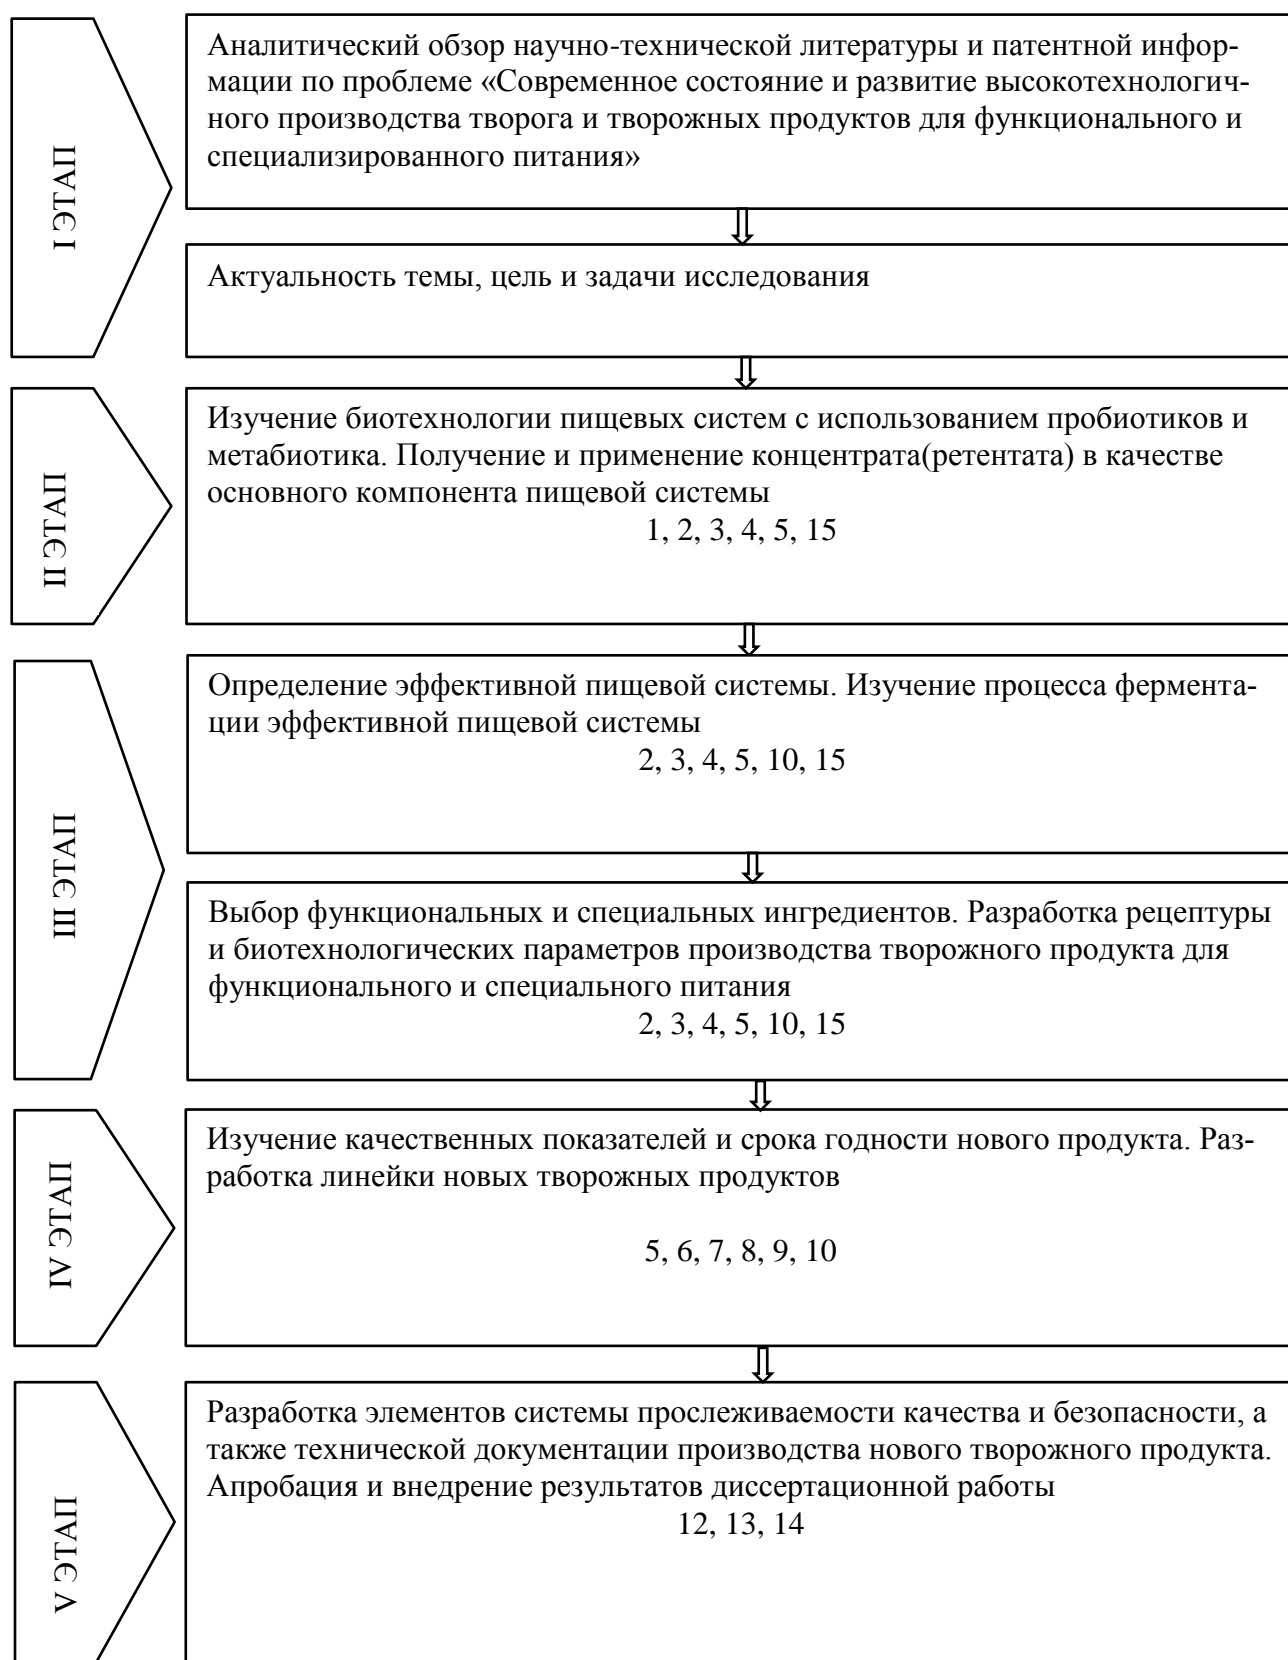 I ЭТАП
Аналитический обзор научно-технической литературы и патентной инфор-
мации по проблеме «Современное состояние и развитие высокотехнологич-
ного производства творога и творожных продуктов для функционального и
специализированного питания»
Актуальность темы, цель и задачи исследования
II ЭТАП
Изучение биотехнологии пищевых систем с использованием пробиотиков и
метабиотика. Получение и применение концентрата(ретентата) в качестве
основного компонента пищевой системы
1, 2, 3, 4, 5, 15
III ЭТАП
Определение эффективной пищевой системы. Изучение процесса фермента-
ции эффективной пищевой системы
2, 3, 4, 5, 10, 15
Выбор функциональных и специальных ингредиентов. Разработка рецептуры
и биотехнологических параметров производства творожного продукта для
функционального и специального питания
2, 3, 4, 5, 10, 15
IV ЭТАП
Изучение качественных показателей и срока годности нового продукта. Раз-
работка линейки новых творожных продуктов
5, 6, 7, 8, 9, 10
V ЭТАП
Разработка элементов системы прослеживаемости качества и безопасности, а
также технической документации производства нового творожного продукта.
Апробация и внедрение результатов диссертационной работы
12, 13, 14